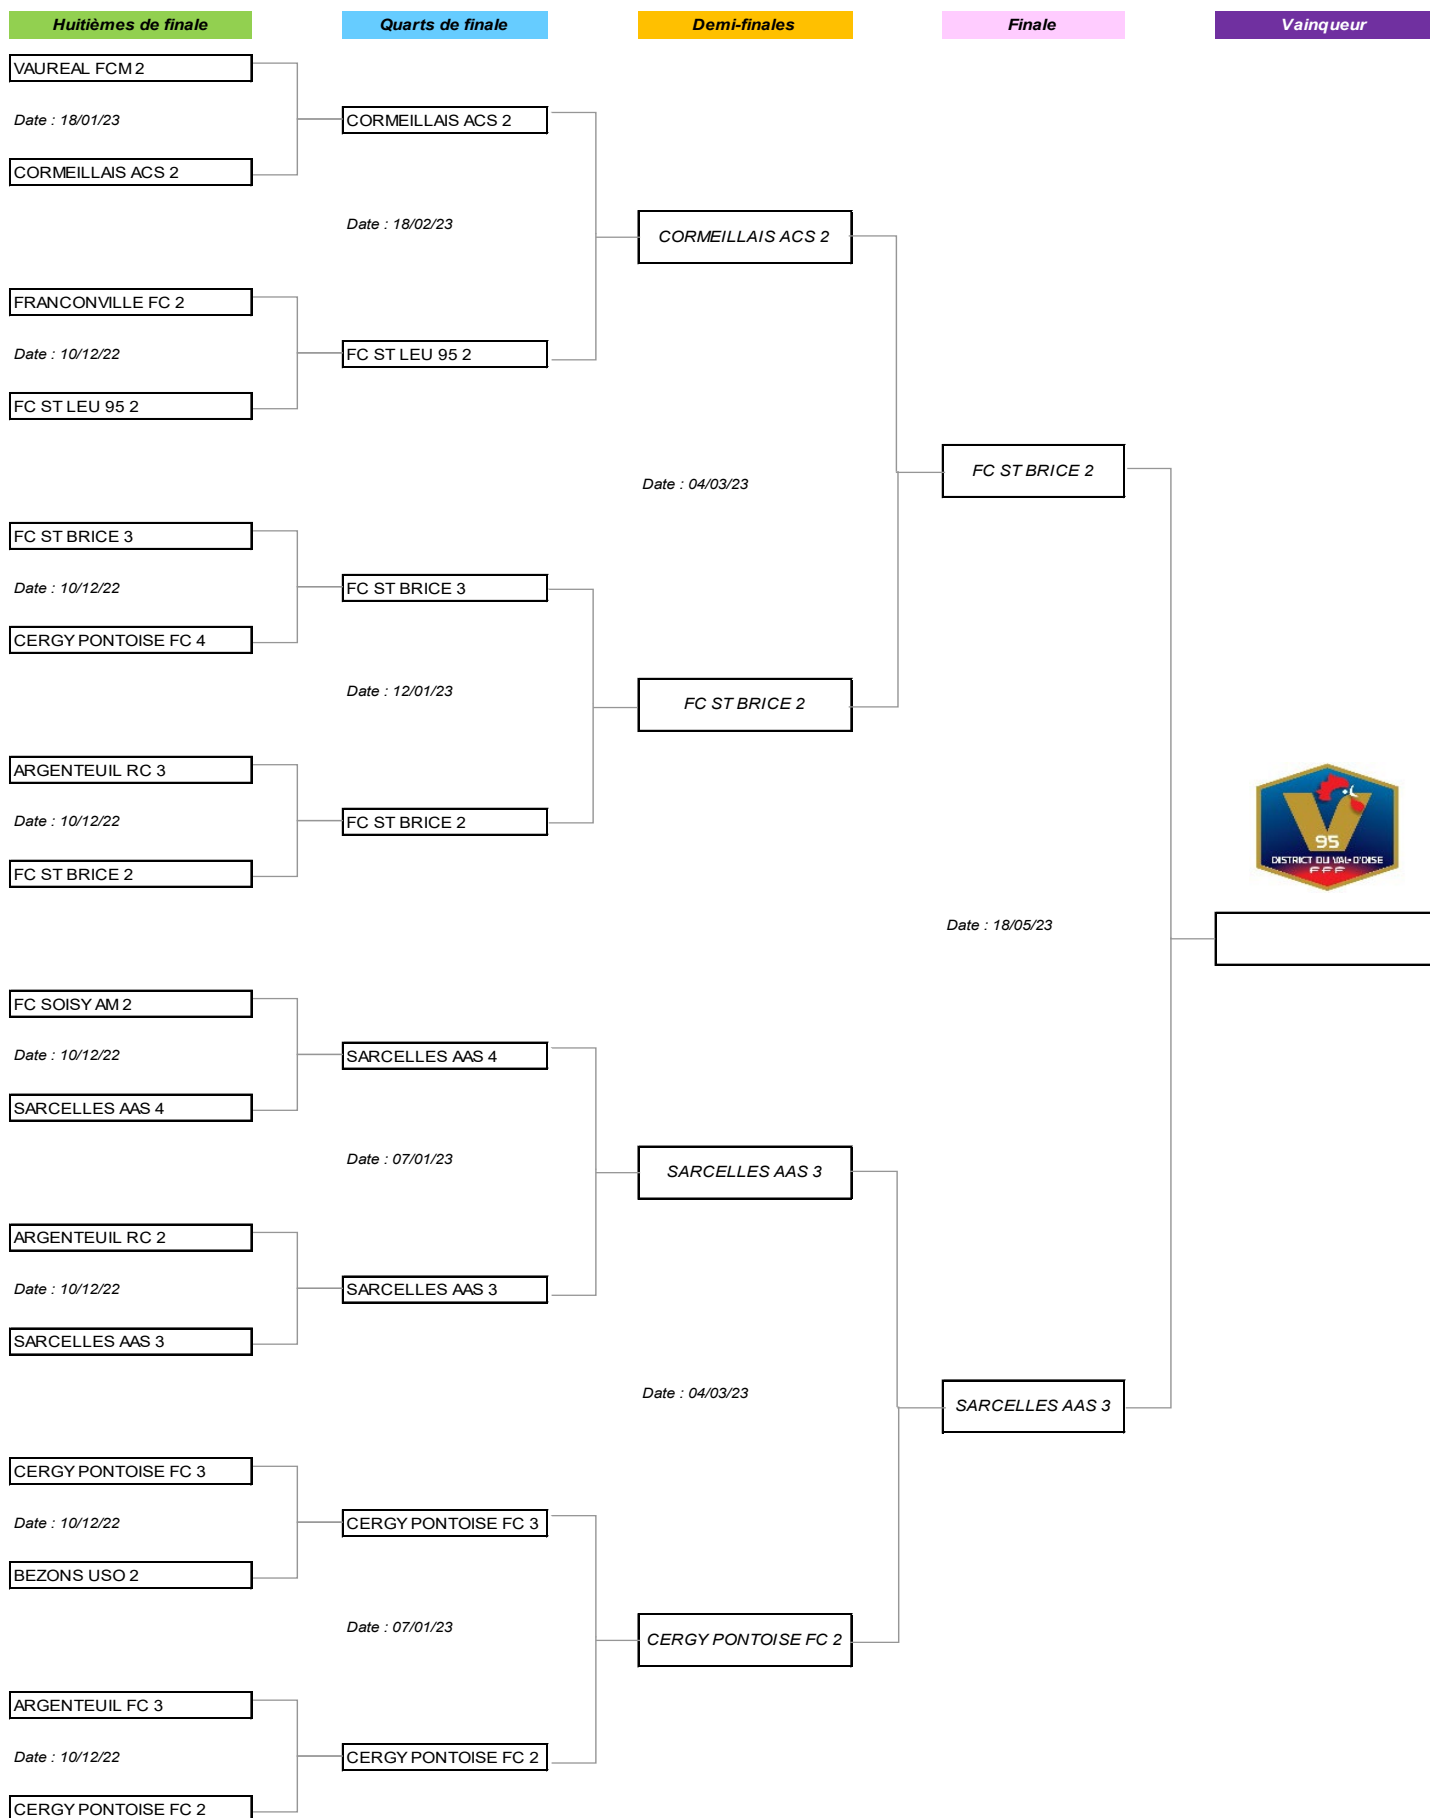 Huitièmes de finale
Quarts de finale
Demi-finales
Finale
Vainqueur
VAUREAL FCM 2
Date : 18/01/23
CORMEILLAIS ACS 2
CORMEILLAIS ACS 2
Date : 18/02/23
CORMEILLAIS ACS 2
FRANCONVILLE FC 2
Date : 10/12/22
FC ST LEU 95 2
FC ST LEU 95 2
Date : 04/03/23
FC ST BRICE 2
FC ST BRICE 3
Date : 10/12/22
FC ST BRICE 3
CERGY PONTOISE FC 4
Date : 12/01/23
FC ST BRICE 2
ARGENTEUIL RC 3
Date : 10/12/22
FC ST BRICE 2
FC ST BRICE 2
95
DISTRICT DU VAL-D'OISE
FFF
Date : 18/05/23
FC SOISY AM 2
Date : 10/12/22
SARCELLES AAS 4
SARCELLES AAS 4
Date : 07/01/23
SARCELLES AAS 3
ARGENTEUIL RC 2
Date : 10/12/22
SARCELLES AAS 3
SARCELLES AAS 3
Date : 04/03/23
SARCELLES AAS 3
CERGY PONTOISE FC 3
Date : 10/12/22
CERGY PONTOISE FC 3
BEZONS USO 2
Date : 07/01/23
CERGY PONTOISE FC 2
ARGENTEUIL FC 3
Date : 10/12/22
CERGY PONTOISE FC 2
CERGY PONTOISE FC 2